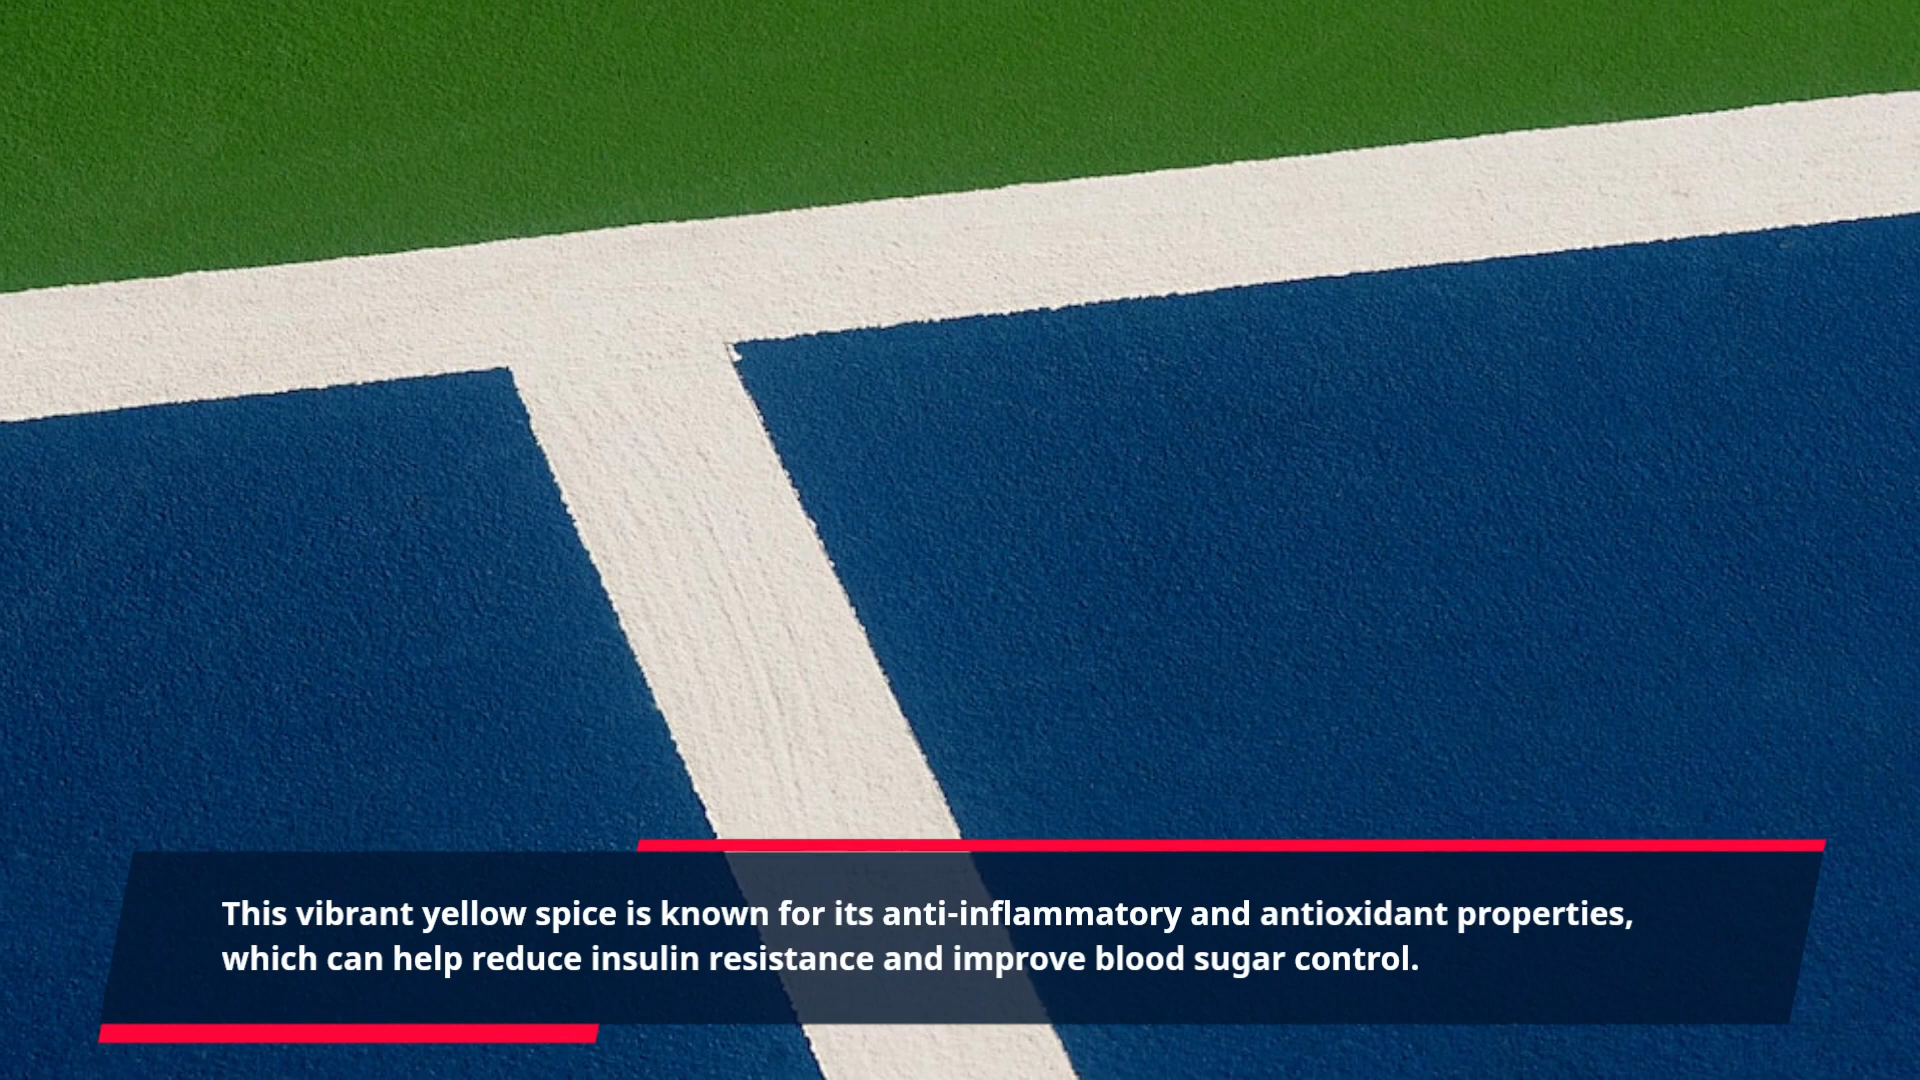 This vibrant yellow spice is known for its anti-inflammatory and antioxidant properties,
which can help reduce insulin resistance and improve blood sugar control.